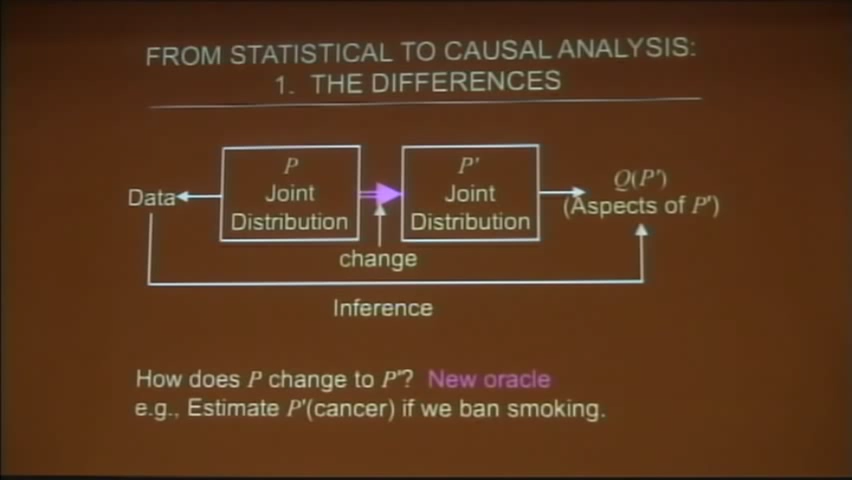 FROM STATISTICAL TO CAUSAL ANALYSIS:
1. THE DIFFERENCES
Data
P
Joint
Distribution
P'
Joint
Distribution
Q(P')
(Aspects of P')
change
Inference
How does P change to P'? New oracle
e.g., Estimate P'(cancer) if we ban smoking.